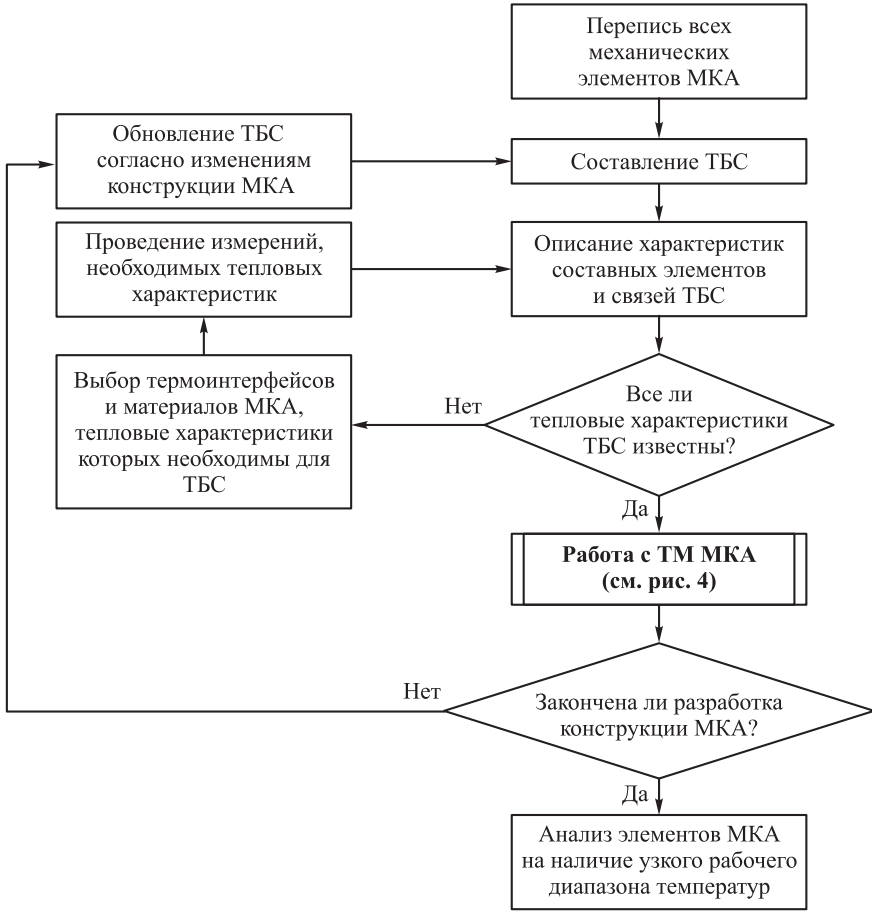 Перепись всех
механических
элементов МКА
Обновление ТБС
согласно изменениям
конструкции МКА
Составление ТБС
Проведение измерений,
необходимых тепловых
характеристик
Описание характеристик
составных элементов
и связей ТБС
Выбор термоинтерфейсов
и материалов МКА,
тепловые характеристики
которых необходимы для
ТБС
Нет
Все ли
тепловые характеристики
ТБС известны?
Да
Работа с ТМ МКА
(см. рис. 4)
Нет
Закончена ли разработка
конструкции МКА?
Да
Анализ элементов МКА
на наличие узкого рабочего
диапазона температур